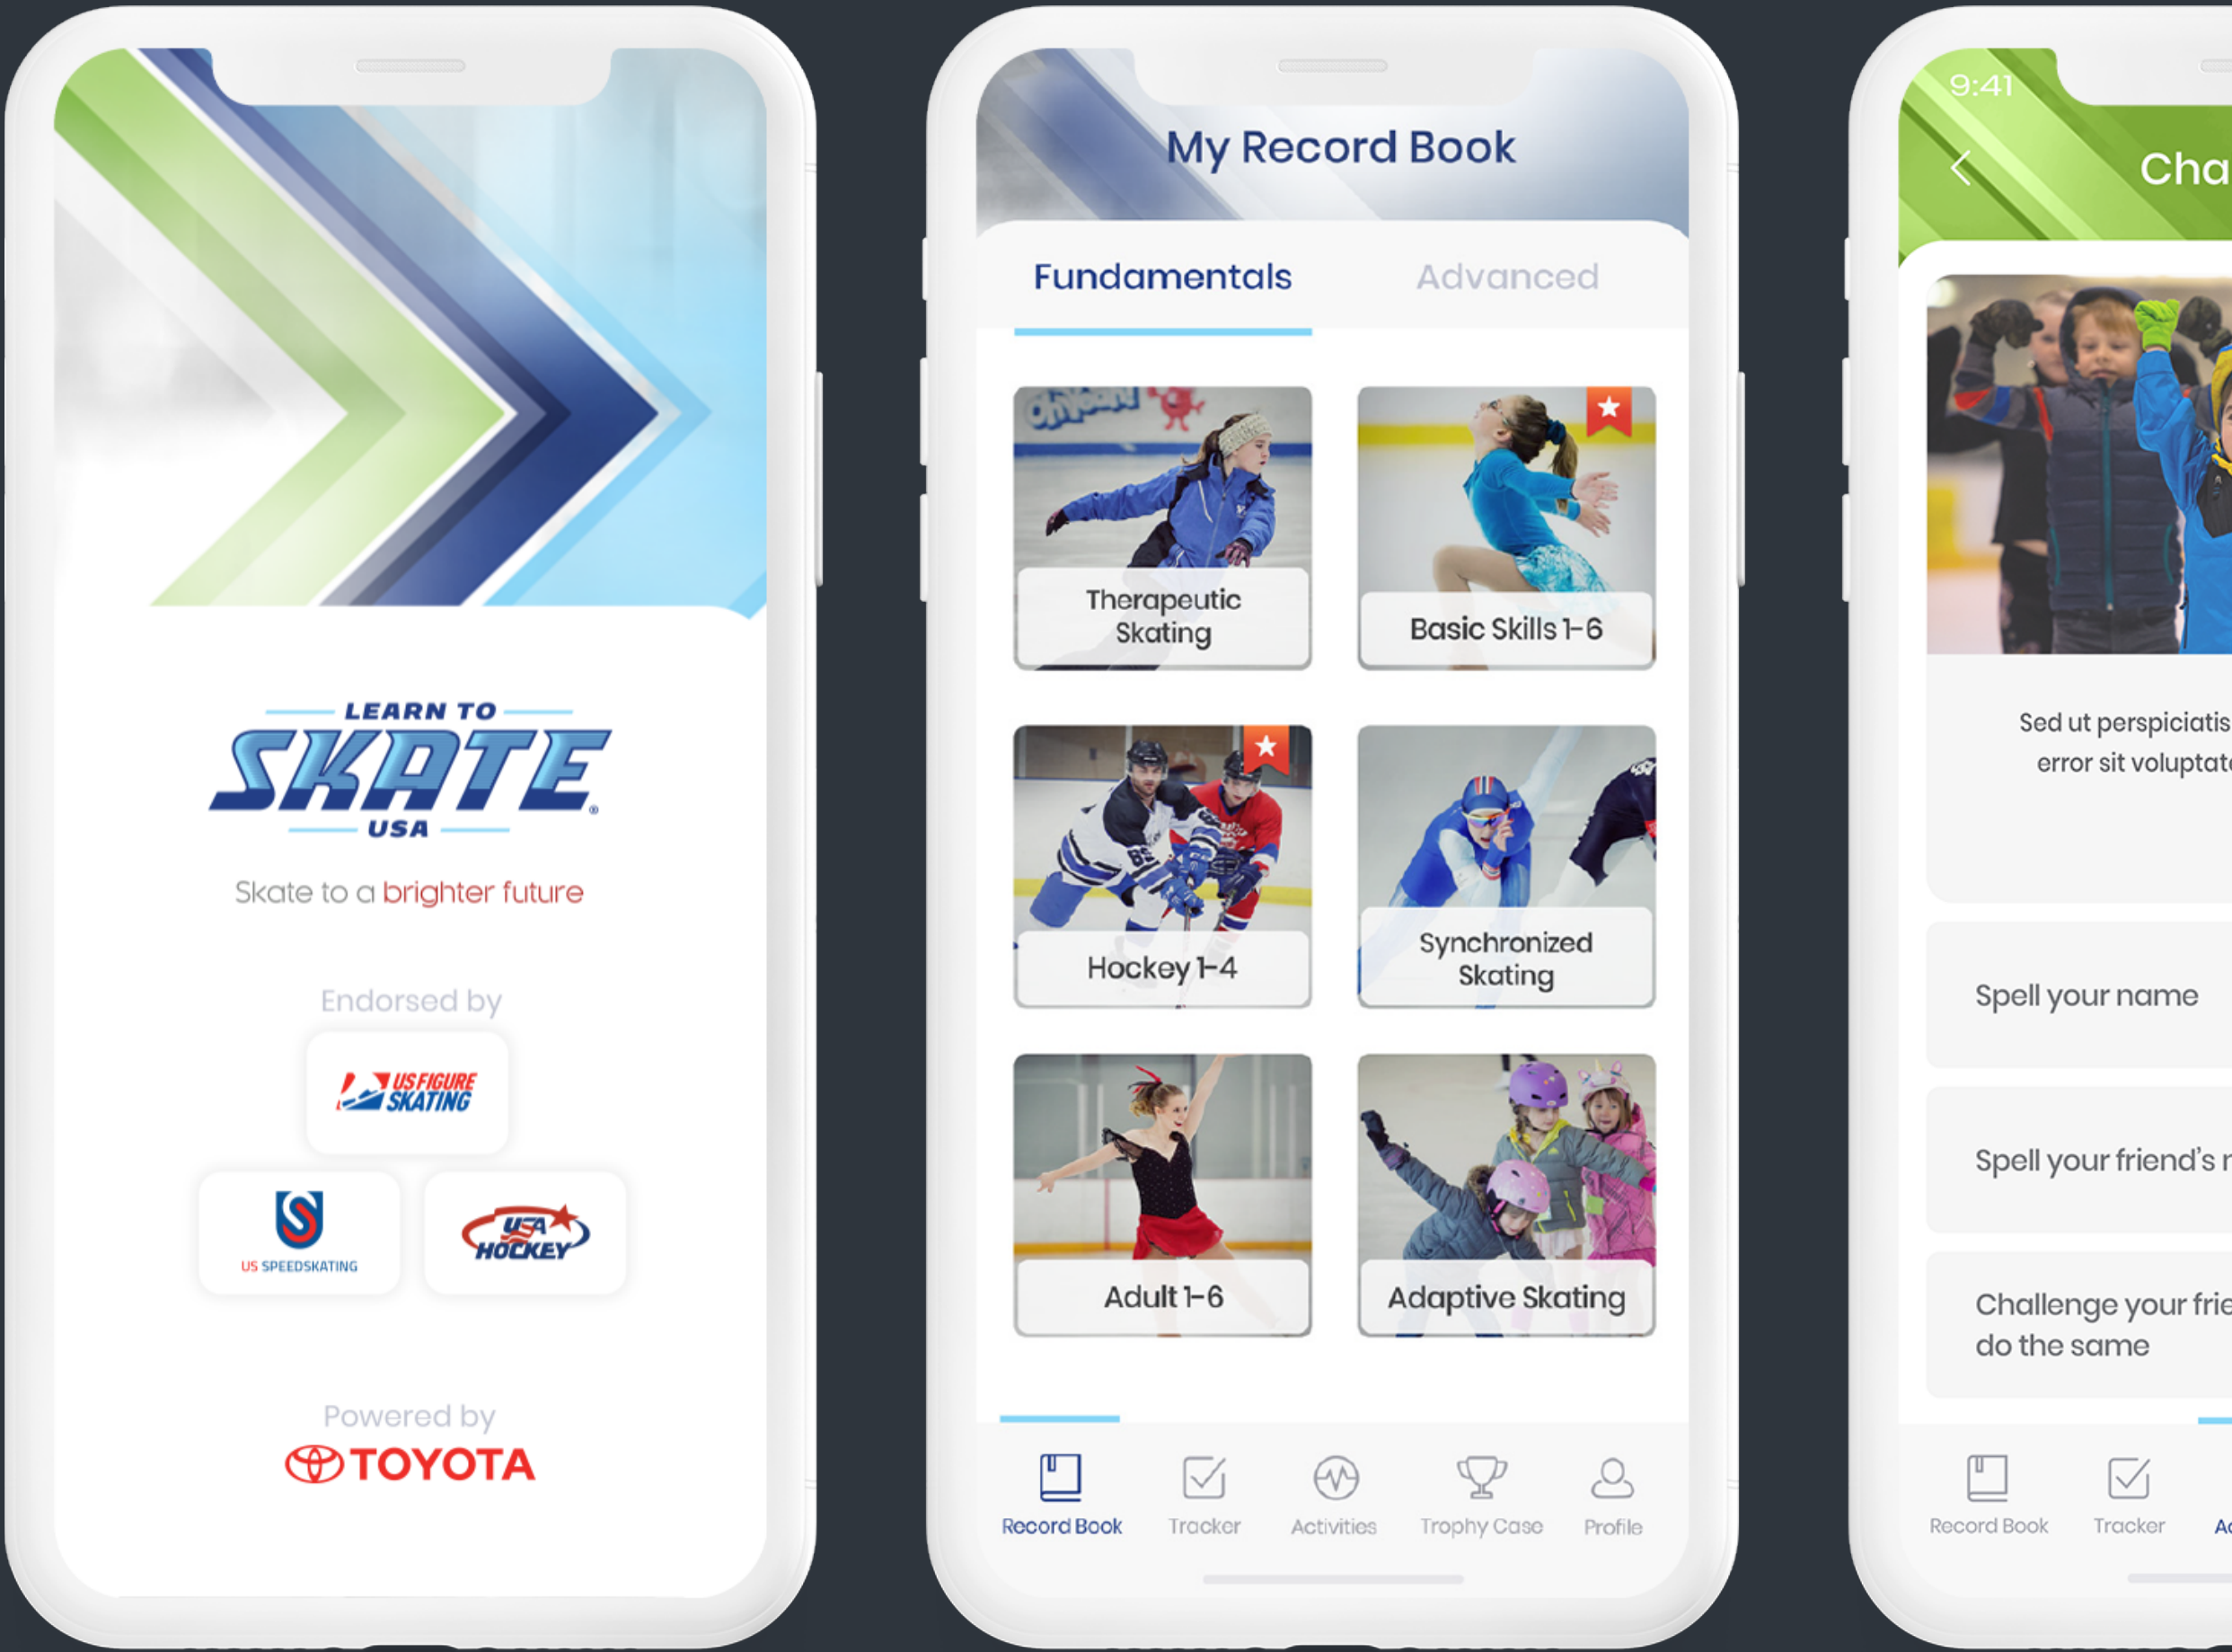 LEARN TO
SKATE®
USA
Skate to a brighter future
Endorsed by
US FIGURE
SKATING
US SPEEDSKATING
USA
HOCKEY
Powered by
TOYOTA
My Record Book
Fundamentals
Advanced
Oh Yeah!
Therapeutic
Skating
Basic Skills 1-6
Hockey 1-4
Synchronized
Skating
Adult 1-6
Adaptive Skating
Record Book
Tracker
Activities
Trophy Case
Profile
9:41
Cha
Sed ut perspiciatis
error sit voluptat
Spell your name
Spell your friend's
Challenge your frie
do the same
Record Book
Tracker
Ac